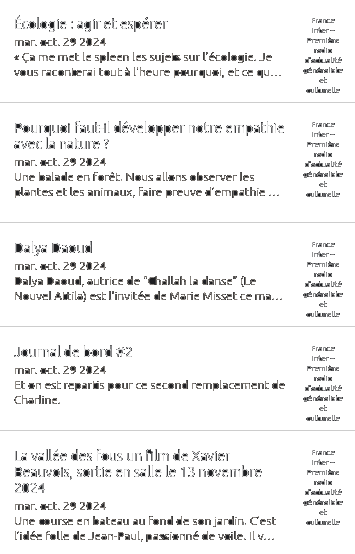 Écologie : agir et espérer
mar. oct. 29 2024
« Ça me met le spleen les sujets sur l'écologie. Je
vous raconterai tout à l'heure pourquoi, et ce qu...
France
Inter –
Première
radio
d'actualité
généraliste
et
culturelle
Pourquoi faut-il développer notre empathie
avec la nature ?
mar. oct. 29 2024
Une balade en forêt. Nous allons observer les
plantes et les animaux, faire preuve d'empathie ...
France
Inter –
Première
radio
d'actualité
généraliste
et
culturelle
Dalya Daoud
mar. oct. 29 2024
Dalya Daoud, autrice de "Challah la danse" (Le
Nouvel Attila) est l'invitée de Marie Misset ce ma...
France
Inter –
Première
radio
d'actualité
généraliste
et
culturelle
Journal de bord #2
mar. oct. 29 2024
Et on est repartis pour ce second remplacement de
Charline.
France
Inter –
Première
radio
d'actualité
généraliste
et
culturelle
La vallée des fous un film de Xavier
Beauvois, sortie en salle le 13 novembre
2024
mar. oct. 29 2024
Une course en bateau au fond de son jardin. C'est
l'idée folle de Jean-Paul, passionné de voile. Il v...
France
Inter –
Première
radio
d'actualité
généraliste
et
culturelle